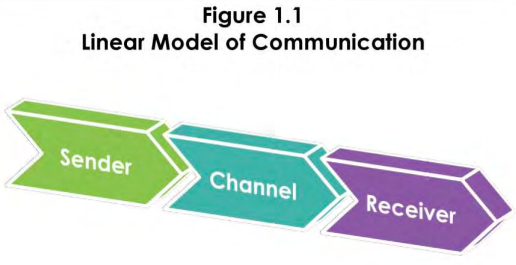 Figure 1.1
Linear Model of Communication
Sender
Channel
Receiver